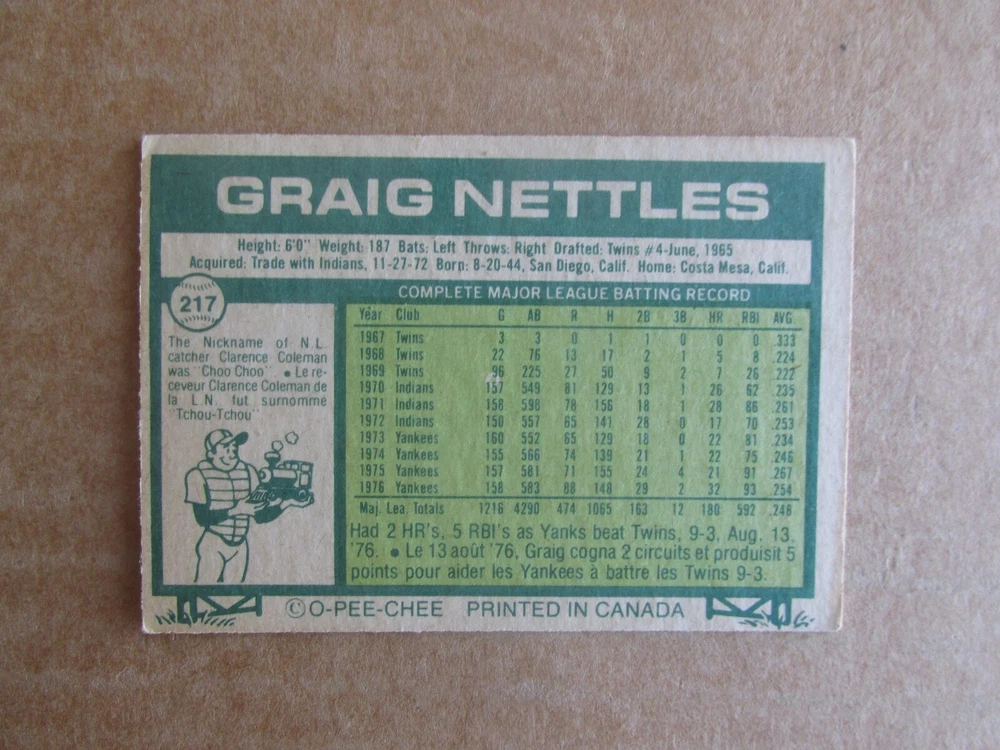 GRAIG NETTLES
Height: 6'0" Weight: 187 Bats: Left Throws: Right Drafted: Twins #4-June, 1965
Acquired: Trade with Indians, 11-27-72 Born: 8-20-44, San Diego, Calif. Home: Costa Mesa, Calif.
217
The Nickname of N.L.
catcher Clarence Coleman
was "Choo Choo" • Le re-
ceveur Clarence Coleman de
la L.N. fut surnomme
"Tchou-Tchou"
COMPLETE MAJOR LEAGUE BATTING RECORD
Year Club G AB R H 2B 3B HR RBI AVG.
1967 Twins 3 3 0 1 1 0 0 0 .333
1968 Twins 22 76 13 17 2 1 5 8 .224
1969 Twins 96 225 27 50 9 2 7 26 .222
1970 Indians 157 549 81 129 13 1 26 62 .235
1971 Indians 158 598 78 156 18 1 28 86 .261
1972 Indians 150 557 65 141 28 0 17 70 .253
1973 Yankees 160 552 65 129 18 0 22 81 .234
1974 Yankees 155 566 74 139 21 1 22 75 .246
1975 Yankees 157 581 71 155 24 4 21 91 .267
1976 Yankees 158 583 88 148 29 2 32 93 .254
Maj. Lea. Totals 1216 4290 474 1065 163 12 180 592 .248
Had 2 HR's, 5 RBI's as Yanks beat Twins, 9-3, Aug. 13,
'76. • Le 13 août '76, Graig cogna 2 circuits et produisit 5
points pour aider les Yankees à battre les Twins 9-3.
© O-PEE-CHEE PRINTED IN CANADA